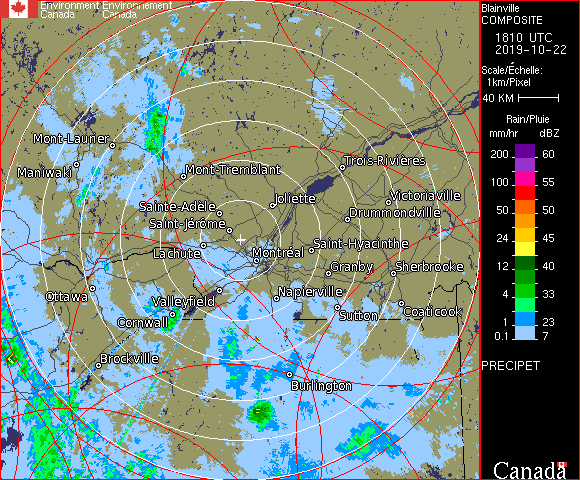 Environment Environnement
Canada Canada
Blainville
COMPOSITE
1810 UTC
2019-10-22
Scale/Échelle:
1km/Pixel
40 KM
Rain/Pluie
mm/hr dBZ
200 60
100 55
50 50
24 45
12 40
4 33
1 23
0.1 7
PRECIPET
Canada
Mont-Laurier
Maniwaki
Mont-Tremblant
Trois-Rivières
Sainte-Adele
Joliette
Victoriaville
Drummondville
Saint-Jérôme
Lachute
Montréal
Saint-Hyacinthe
Granby
Sherbrooke
Ottawa
Valleyfield
Napierville
Cornwall
Sutton
Coaticook
Brockville
Burlington